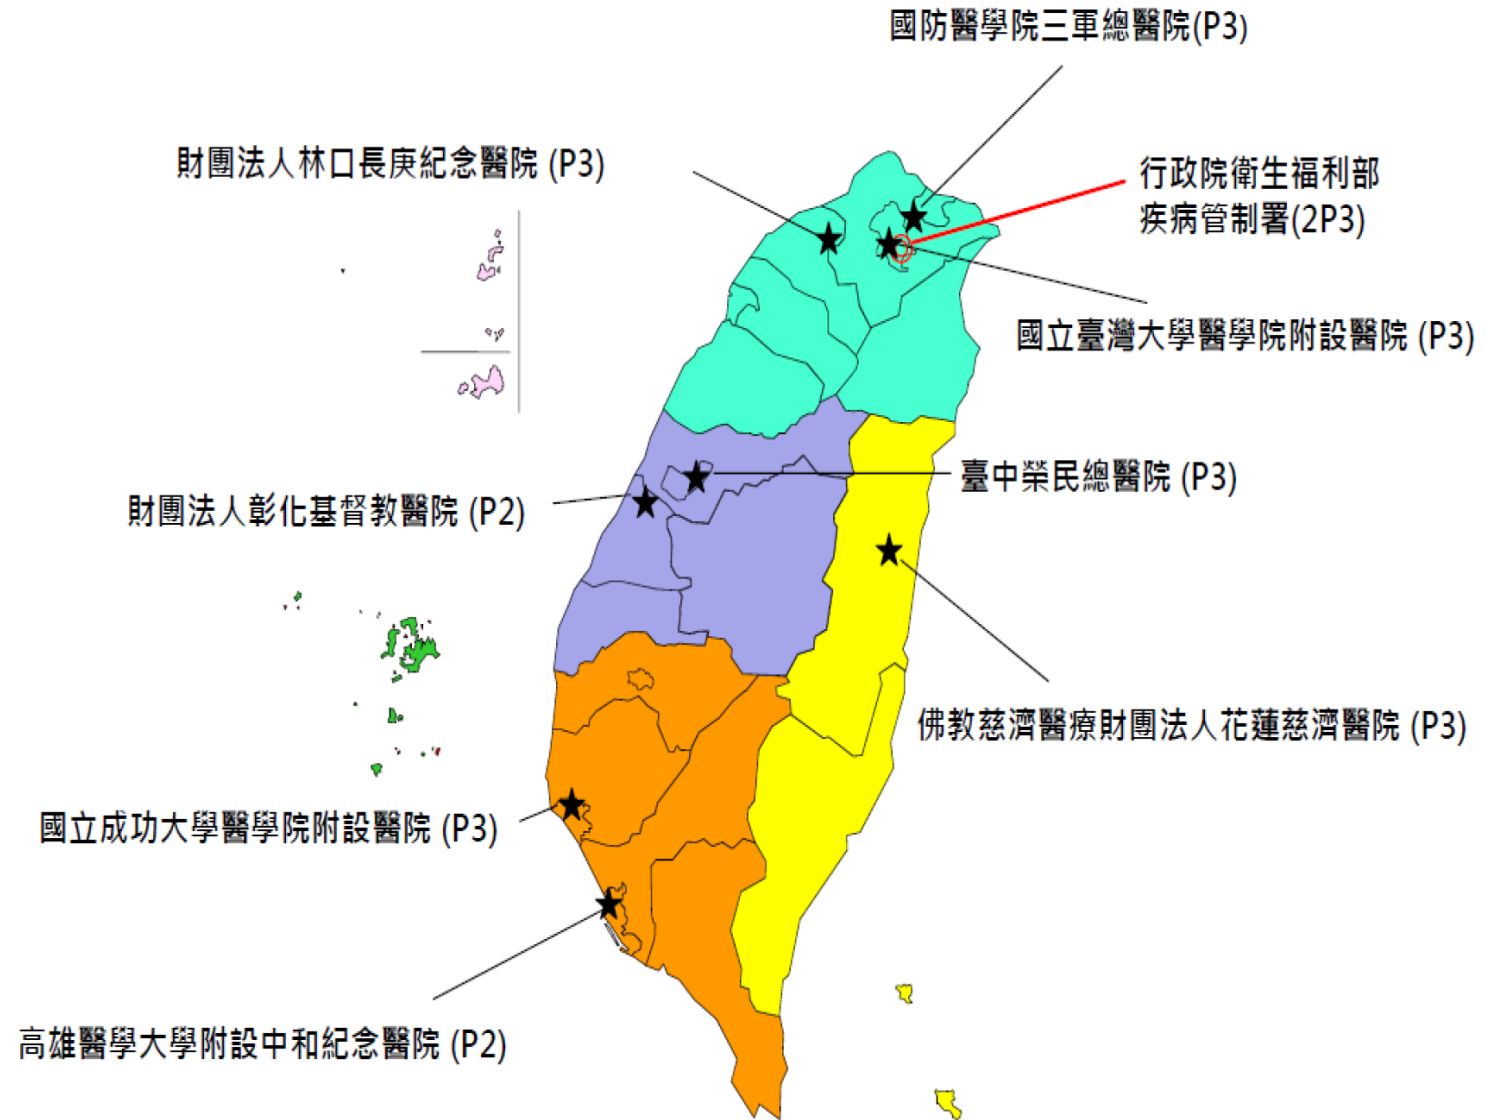 國防醫學院三軍總醫院(P3)
財團法人林口長庚紀念醫院 (P3)
行政院衛生福利部
疾病管制署(2P3)
國立臺灣大學醫學院附設醫院 (P3)
臺中榮民總醫院 (P3)
財團法人彰化基督教醫院 (P2)
佛教慈濟醫療財團法人花蓮慈濟醫院 (P3)
國立成功大學醫學院附設醫院 (P3)
高雄醫學大學附設中和紀念醫院 (P2)